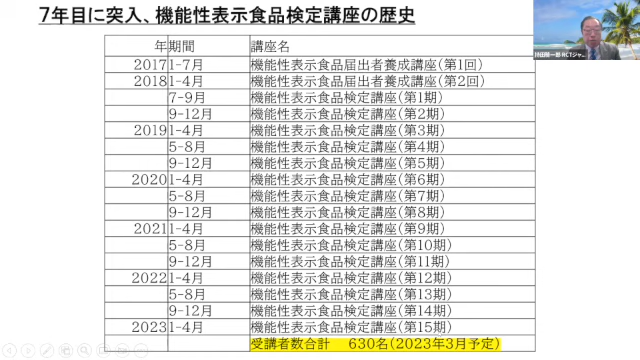 7年目に突入、機能性表示食品検定講座の歴史
年 期間 講座名
2017 1-7月 機能性表示食品届出者養成講座(第1回)
2018 1-4月 機能性表示食品届出者養成講座(第2回)
7-9月 機能性表示食品検定講座(第1期)
9-12月 機能性表示食品検定講座(第2期)
2019 1-4月 機能性表示食品検定講座(第3期)
5-8月 機能性表示食品検定講座(第4期)
9-12月 機能性表示食品検定講座(第5期)
2020 1-4月 機能性表示食品検定講座(第6期)
5-8月 機能性表示食品検定講座(第7期)
9-12月 機能性表示食品検定講座(第8期)
2021 1-4月 機能性表示食品検定講座(第9期)
5-8月 機能性表示食品検定講座(第10期)
9-12月 機能性表示食品検定講座(第11期)
2022 1-4月 機能性表示食品検定講座(第12期)
5-8月 機能性表示食品検定講座(第13期)
9-12月 機能性表示食品検定講座(第14期)
2023 1-4月 機能性表示食品検定講座(第15期)
受講者数合計 630名(2023年3月予定)